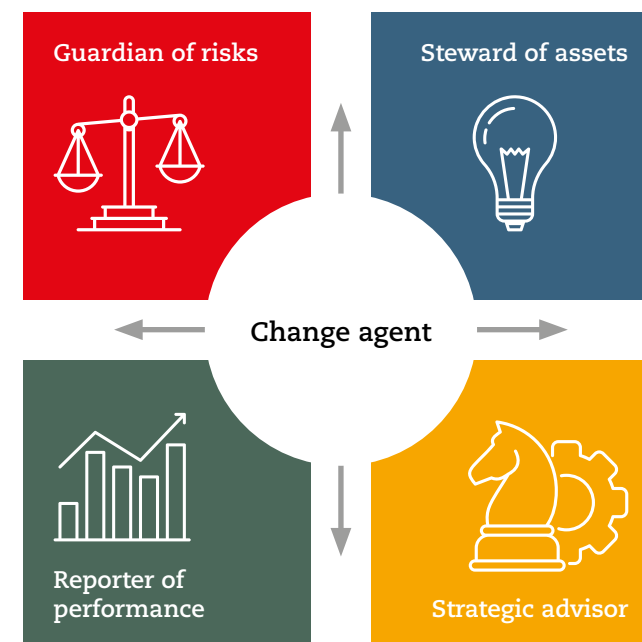 Guardian of risks
Steward of assets
Change agent
Reporter of
performance
Strategic advisor